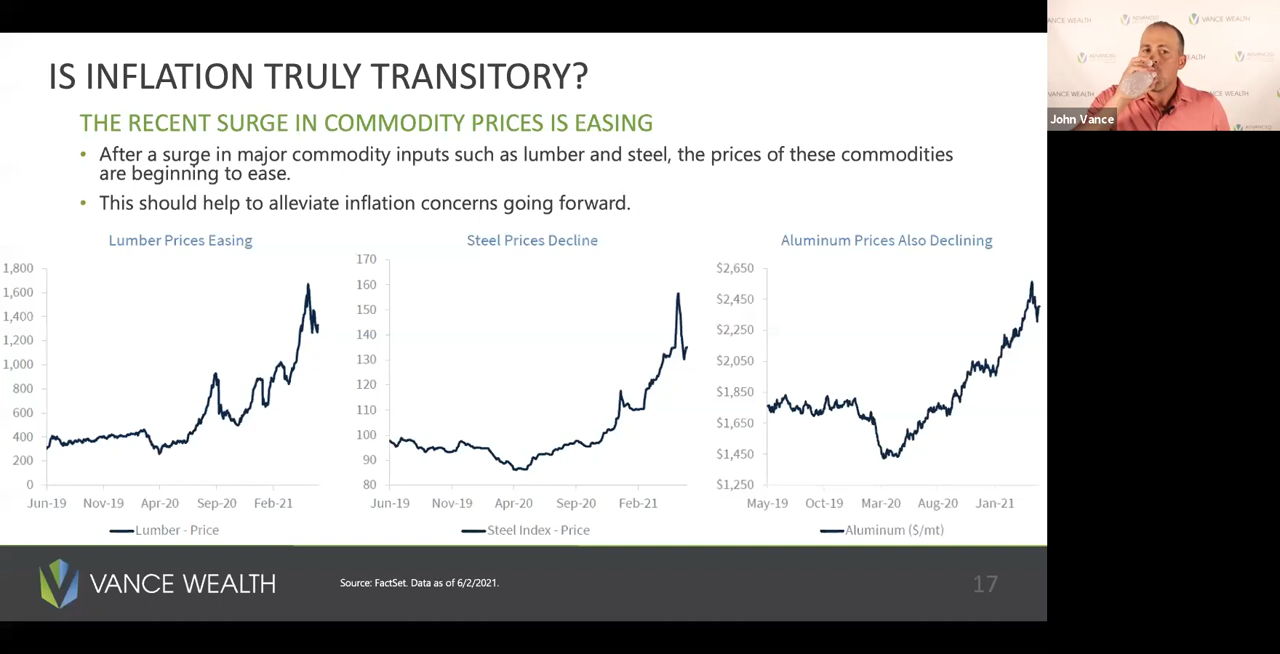 IS INFLATION TRULY TRANSITORY?
THE RECENT SURGE IN COMMODITY PRICES IS EASING
• After a surge in major commodity inputs such as lumber and steel, the prices of these commodities
are beginning to ease.
• This should help to alleviate inflation concerns going forward.
Lumber Prices Easing
1,800
1,600
1,400
1,200
1,000
800
600
400
200
0
Jun-19 Nov-19 Apr-20 Sep-20 Feb-21
Lumber - Price
Steel Prices Decline
170
160
150
140
130
120
110
100
90
80
Jun-19 Nov-19 Apr-20 Sep-20 Feb-21
Steel Index - Price
Aluminum Prices Also Declining
$2,650
$2,450
$2,250
$2,050
$1,850
$1,650
$1,450
$1,250
May-19 Oct-19 Mar-20 Aug-20 Jan-21
Aluminum ($/mt)
VANCE WEALTH
Source: FactSet. Data as of 6/2/2021.
17
VANCE WEALTH
VANCE WEALTH
John Vance